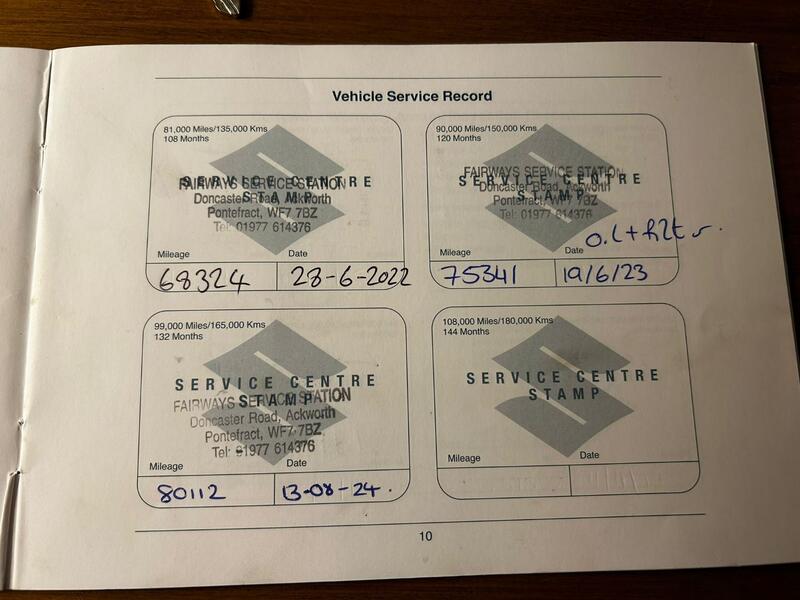 Vehicle Service Record
81,000 Miles/135,000 Kms
108 Months
SERVICE CENTRE
STAMP
FAIRWAYS SERVICE STATION
Doncaster Road, Ackworth
Pontefract, WF7 7BZ
Tel: 01977 614376
Mileage Date
68324 28-6-2022
90,000 Miles/150,000 Kms
120 Months
SERVICE CENTRE
STAMP
FAIRWAYS SERVICE STATION
Doncaster Road, Ackworth
Pontefract, WF7 7BZ
Tel: 01977 614376
Mileage Date
75341 19/6/23
99,000 Miles/165,000 Kms
132 Months
SERVICE CENTRE
STAMP
FAIRWAYS SERVICE STATION
Doncaster Road, Ackworth
Pontefract, WF7 7BZ
Tel: 01977 614376
Mileage Date
80112 13-08-24.
108,000 Miles/180,000 Kms
144 Months
SERVICE CENTRE
STAMP
Mileage Date
10